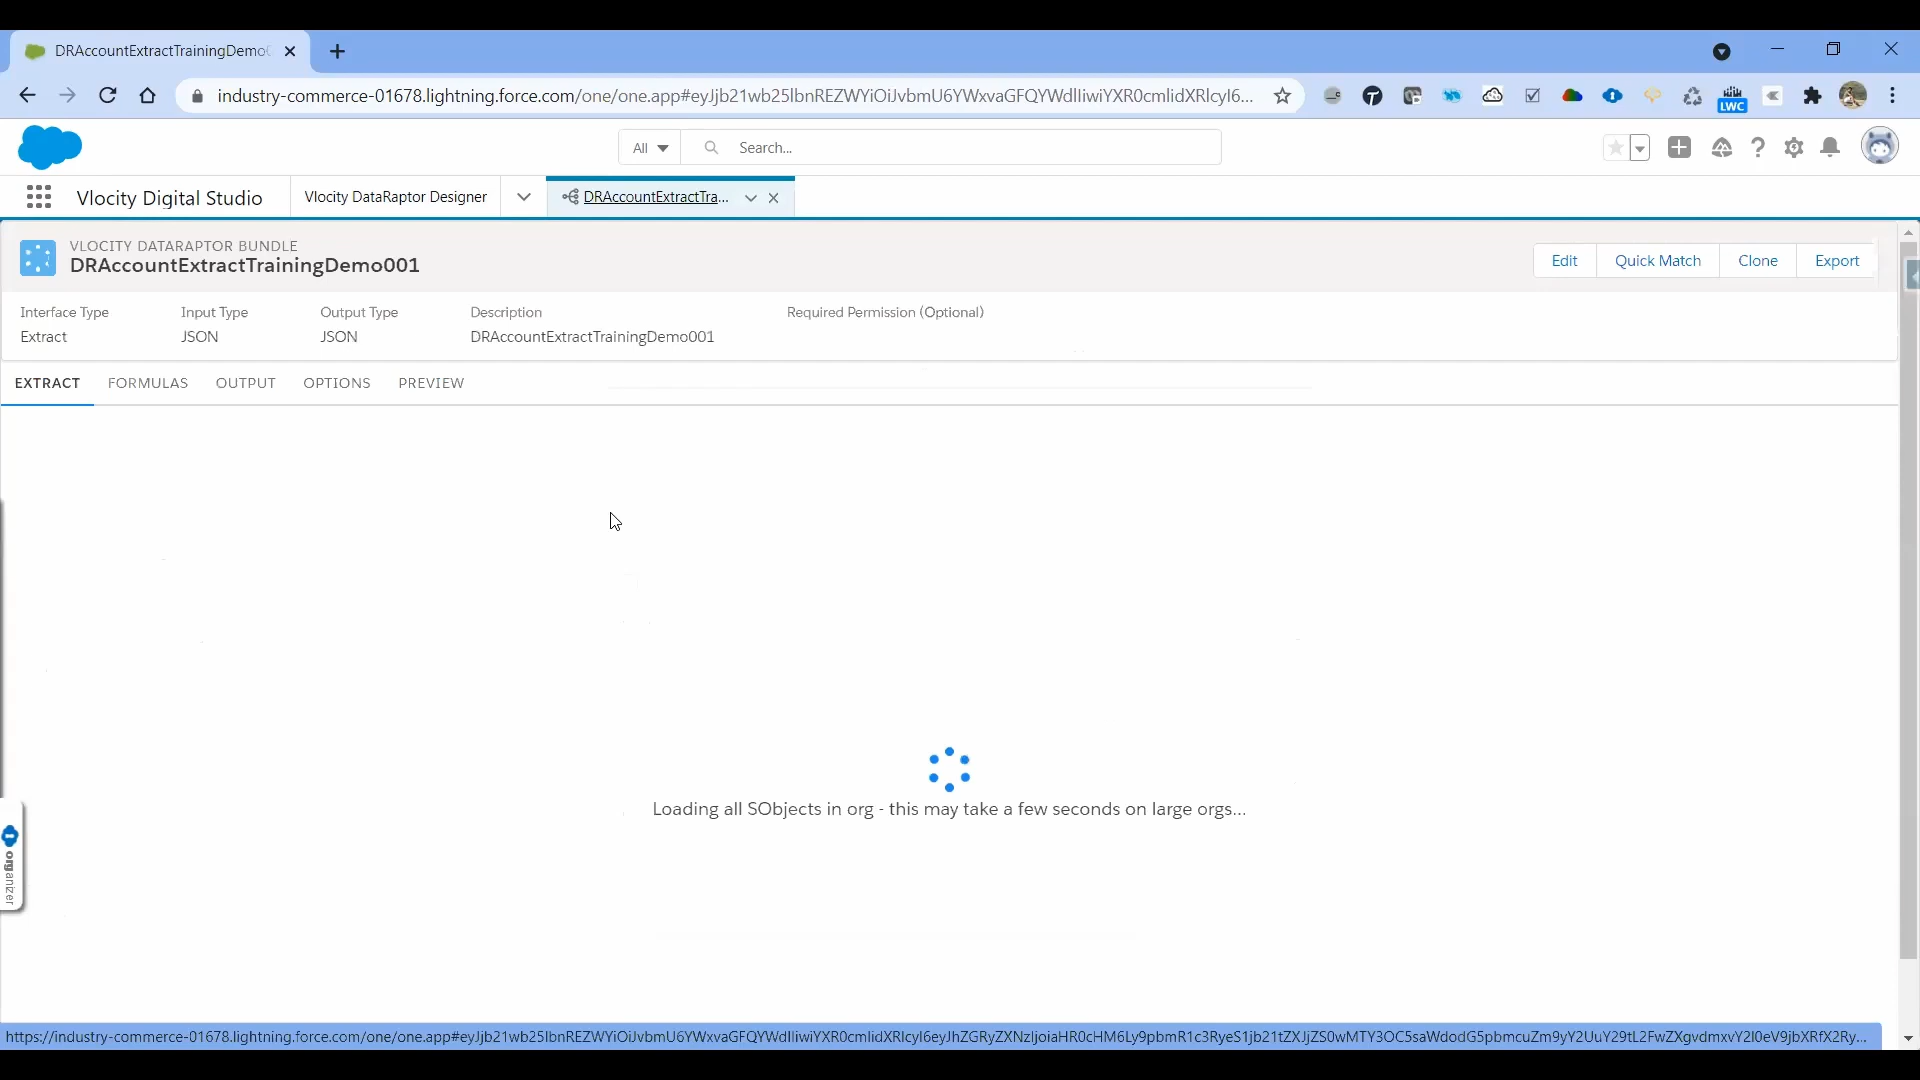 DRAccountExtractTrainingDemo
industry-commerce-01678.lightning.force.com/one/one.app#eyJjb21wb25lbnREZWYiOiJvbmU6YWxvaGFQYWdlIiwiYXR0cmlidXRlcyI6...
LWC
All
Search...
Vlocity Digital Studio
Vlocity DataRaptor Designer
DRAccountExtractTra...
VLOCITY DATARAPTOR BUNDLE
DRAccountExtractTrainingDemo001
Edit
Quick Match
Clone
Export
Interface Type
Input Type
Output Type
Description
Required Permission (Optional)
Extract
JSON
JSON
DRAccountExtractTrainingDemo001
EXTRACT
FORMULAS
OUTPUT
OPTIONS
PREVIEW
Loading all SObjects in org - this may take a few seconds on large orgs...
organizer